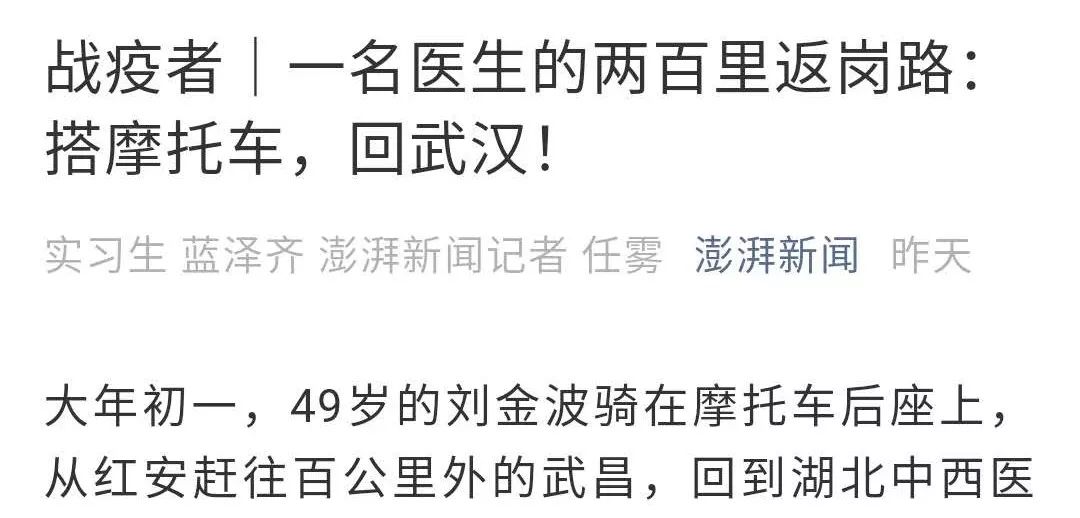 战疫者｜一名医生的两百里返岗路：
搭摩托车，回武汉！
实习生 蓝泽齐 澎湃新闻记者 任雾 澎湃新闻 昨天
大年初一，49岁的刘金波骑在摩托车后座上，
从红安赶往百公里外的武昌，回到湖北中西医